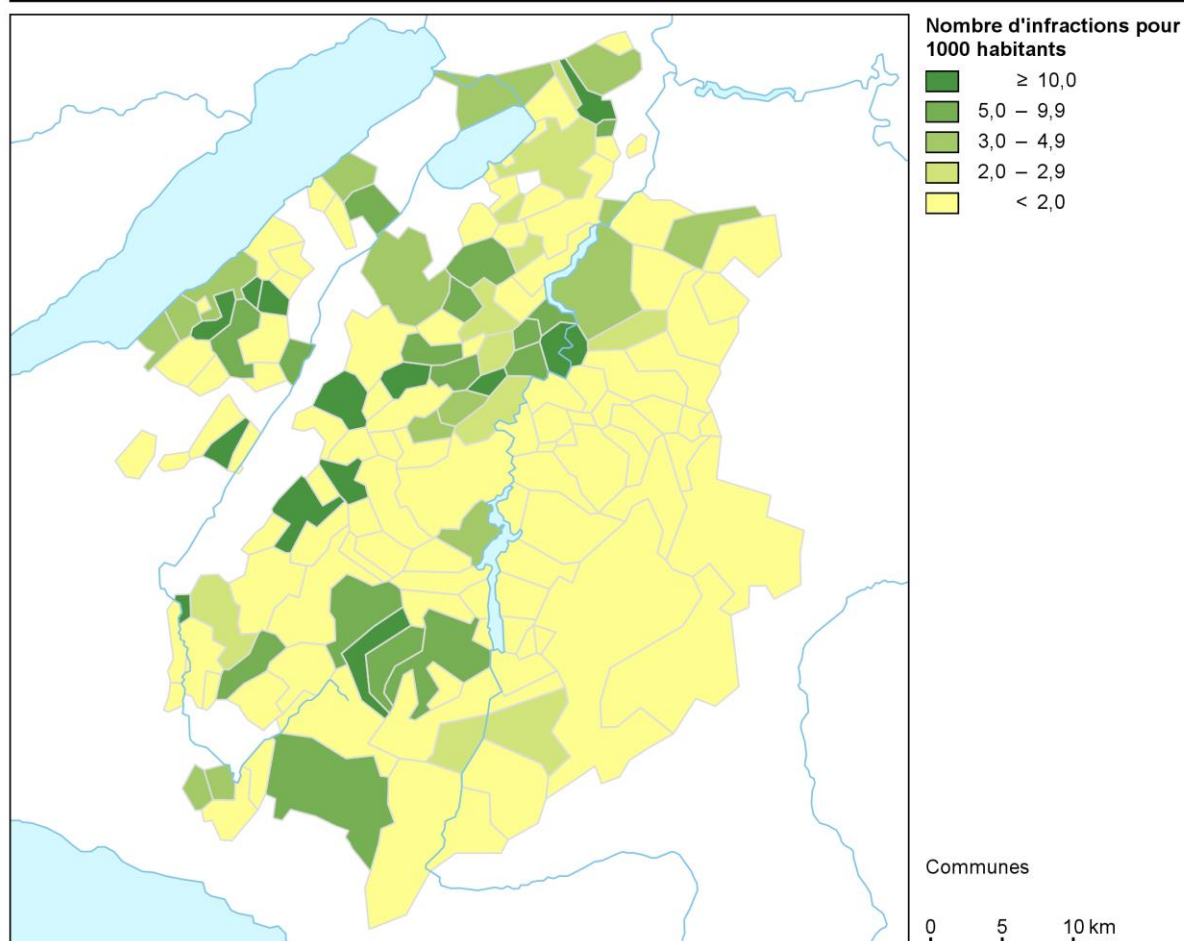 Nombre d'infractions pour
1000 habitants
≥ 10,0
5,0 – 9,9
3,0 – 4,9
2,0 – 2,9
< 2,0
Communes
0 5 10 km